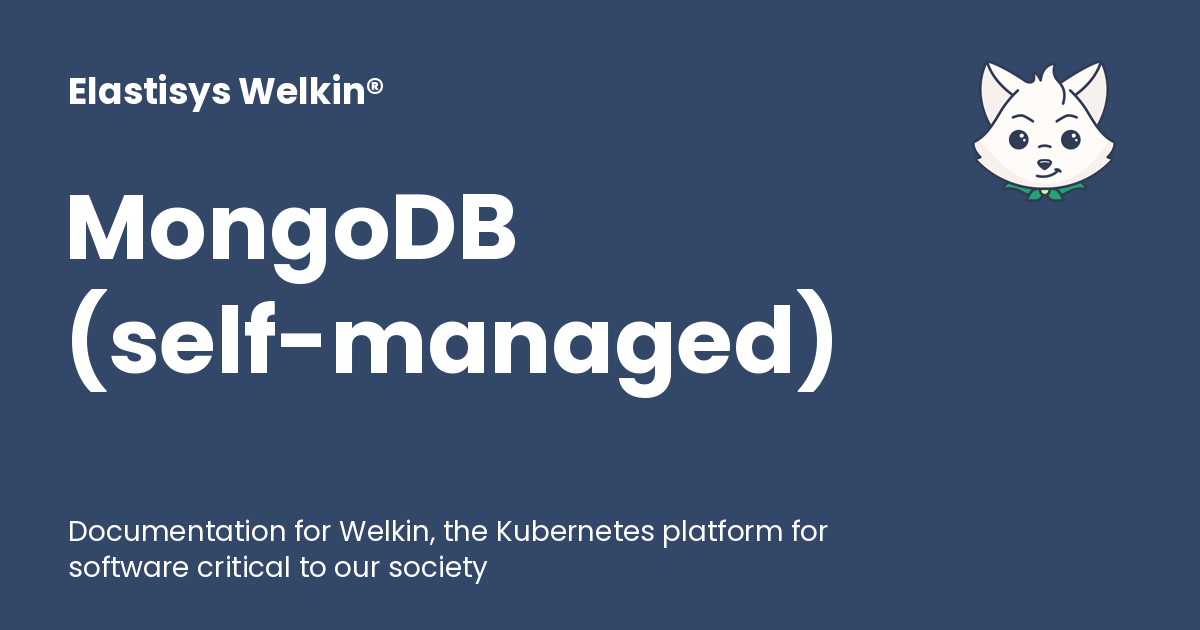 Elastisys Welkin®
MongoDB
(self-managed)
Documentation for Welkin, the Kubernetes platform for
software critical to our society